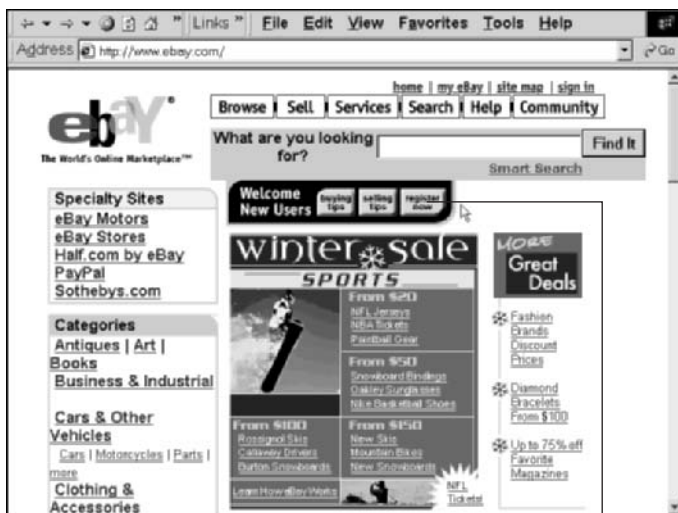 Links » File Edit View Favorites Tools Help
Address http://www.ebay.com/ Go
home | my eBay | site map | sign in
ebaY®
The World's Online Marketplace™
Browse Sell Services Search Help Community
What are you looking for? Find It
Smart Search
Welcome New Users
buying tips
selling tips
register now
Specialty Sites
eBay Motors
eBay Stores
Half.com by eBay
PayPal
Sothebys.com
Categories
Antiques | Art |
Books
Business & Industrial
Cars & Other
Vehicles
Cars | Motorcycles | Parts |
more
Clothing &
Accessories
winter sale
SPORTS
From $20
NFL Jerseys
NBA Tickets
Paintball Gear
From $50
Snowboard Bindings
Oakley Sunglasses
Nike Basketball Shoes
From $100
Rossignol Skis
Callaway Drivers
Burton Snowboards
From $150
New Skis
Mountain Bikes
New Snowboards
Learn How eBay Works
NFL
Tickets!
MORE
Great
Deals
Fashion
Brands
Discount
Prices
Diamond
Bracelets
From $100
Up to 75% off
Favorite
Magazines